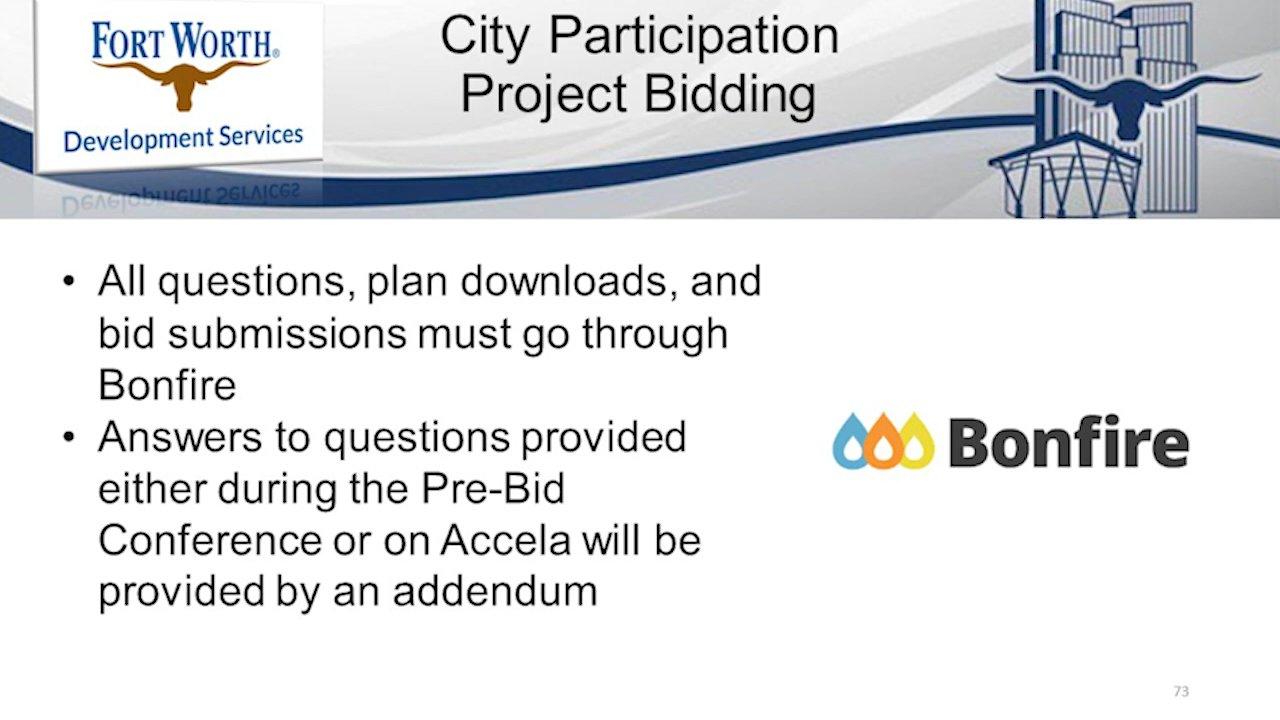 FORT WORTH®
Development Services
City Participation
Project Bidding
• All questions, plan downloads, and
bid submissions must go through
Bonfire
• Answers to questions provided
either during the Pre-Bid
Conference or on Accela will be
provided by an addendum
Bonfire
73